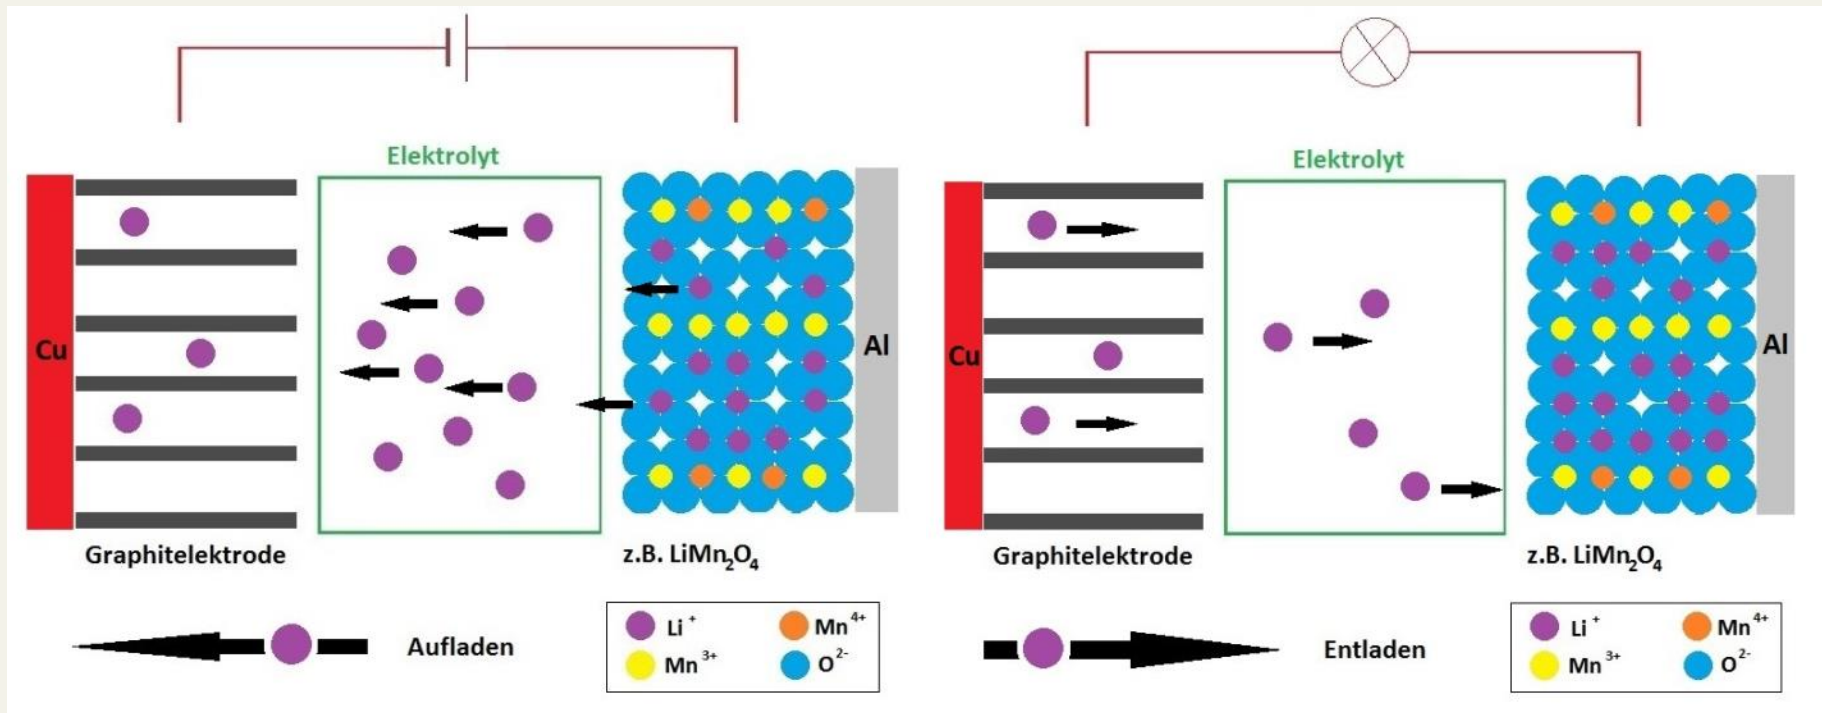 Elektrolyt
Cu
Al
Graphitelektrode
z.B. LiMn₂O₄
Aufladen
Li⁺
Mn⁴⁺
Mn³⁺
O²⁻
Elektrolyt
Cu
Al
Graphitelektrode
z.B. LiMn₂O₄
Entladen
Li⁺
Mn⁴⁺
Mn³⁺
O²⁻